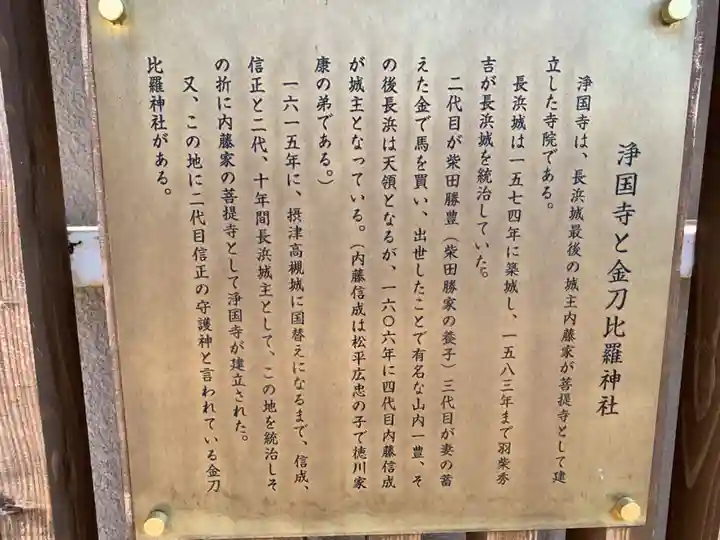 浄国寺と金刀比羅神社
浄国寺は、長浜城最後の城主内藤家が菩提寺として建
立した寺院である。
長浜城は一五七四年に築城し、一五八三年まで羽柴秀
吉が長浜城を統治していた。
二代目が柴田勝豊（柴田勝家の養子）三代目が妻の蓄
えた金で馬を買い、出世したことで有名な山内一豊、そ
の後長浜は天領となるが、一六〇六年に四代目内藤信成
が城主となっている。（内藤信成は松平広忠の子で徳川家
康の弟である。）
一六一五年に、摂津高槻城に国替えになるまで、信成、
信正と二代、十年間長浜城主として、この地を統治しそ
の折に内藤家の菩提寺として浄国寺が建立された。
又、この地に二代目信正の守護神と言われている金刀
比羅神社がある。